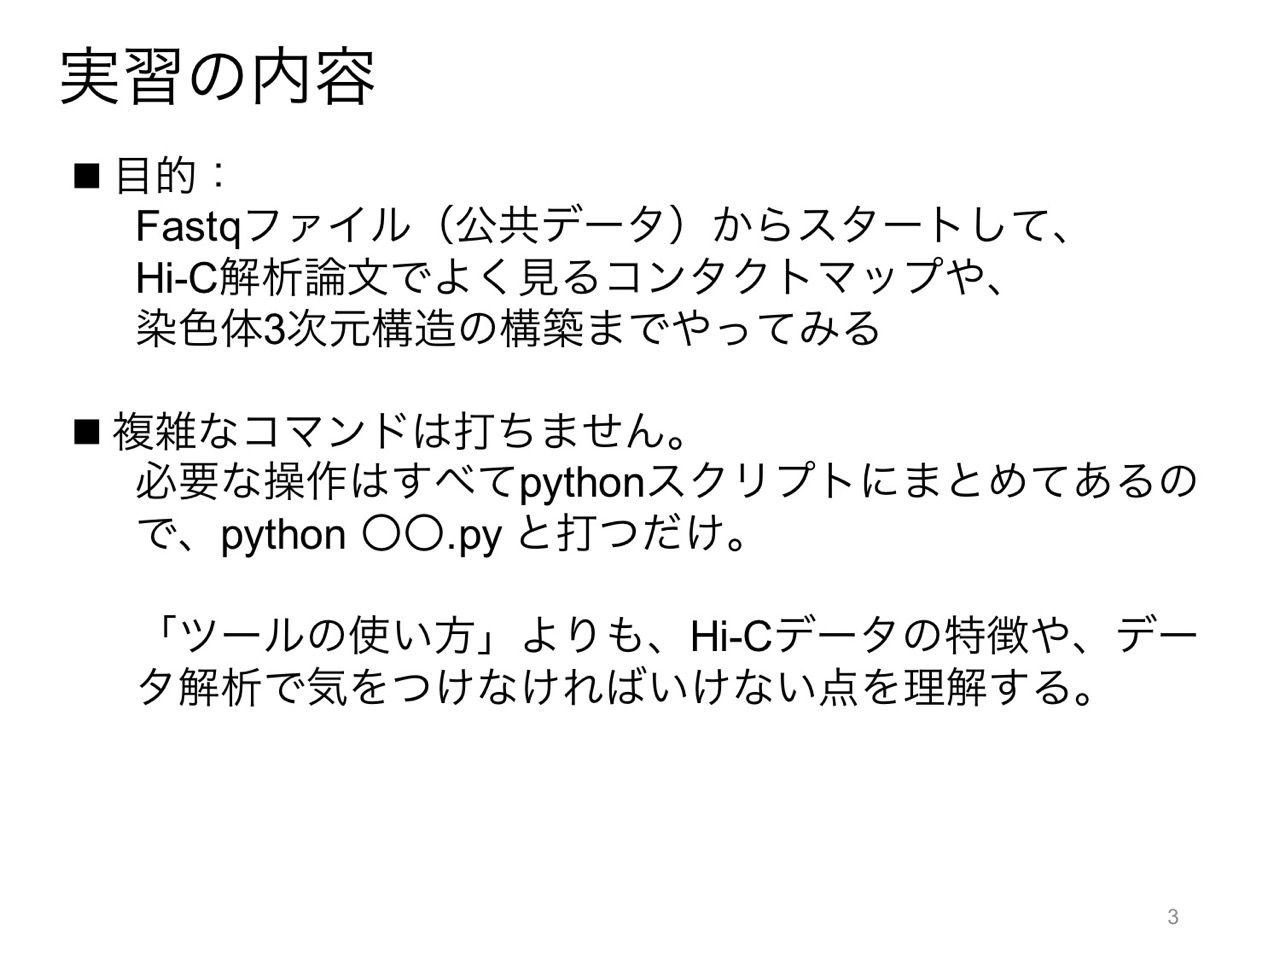 実習の内容
■ 目的：
Fastqファイル（公共データ）からスタートして、
Hi-C解析論文でよく見るコンタクトマップや、
染色体3次元構造の構築までやってみる
■ 複雑なコマンドは打ちません。
必要な操作はすべてpythonスクリプトにまとめてあるの
で、python 〇〇.py と打つだけ。
「ツールの使い方」よりも、Hi-Cデータの特徴や、デー
タ解析で気をつけなければいけない点を理解する。
3